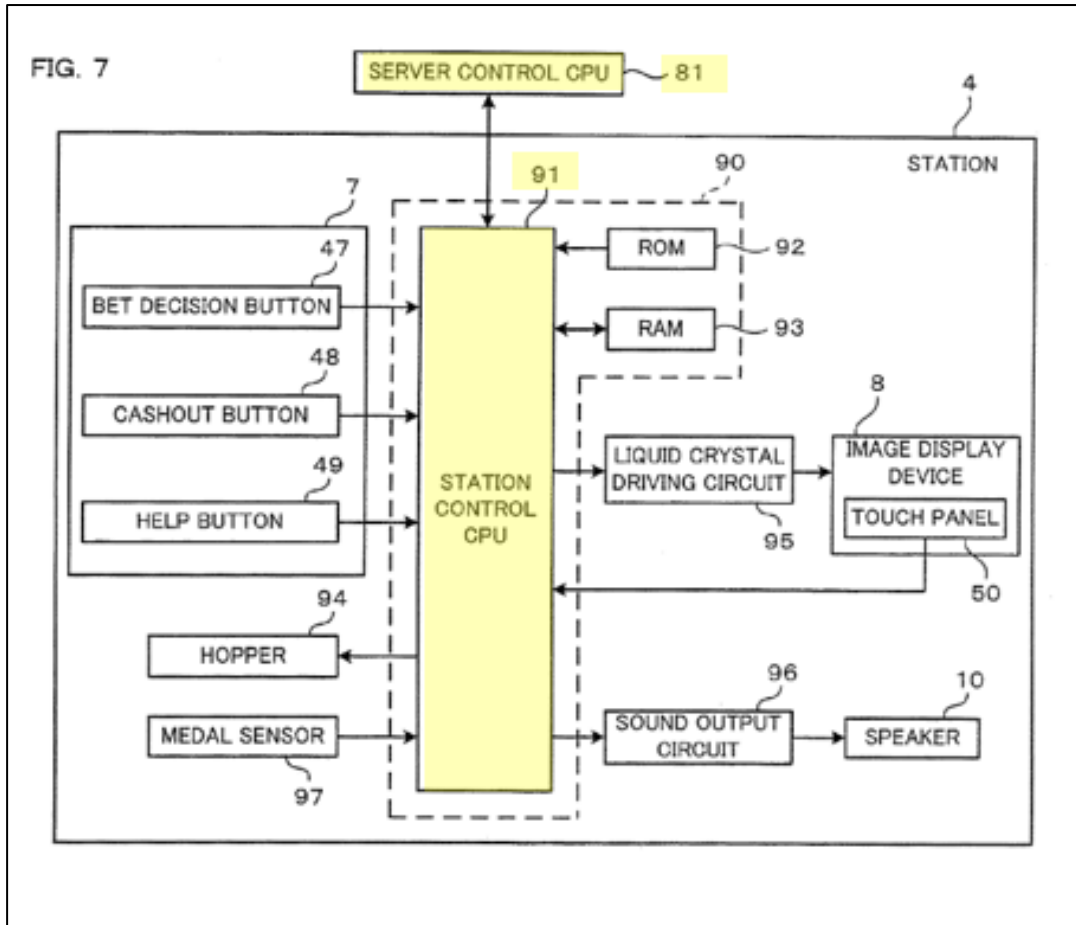 FIG. 7
SERVER CONTROL CPU
81
4
STATION
91
90
7
47
BET DECISION BUTTON
ROM
92
RAM
93
48
CASHOUT BUTTON
8
49
HELP BUTTON
STATION
CONTROL
CPU
LIQUID CRYSTAL
DRIVING CIRCUIT
95
IMAGE DISPLAY
DEVICE
TOUCH PANEL
50
94
HOPPER
96
10
MEDAL SENSOR
97
SOUND OUTPUT
CIRCUIT
SPEAKER